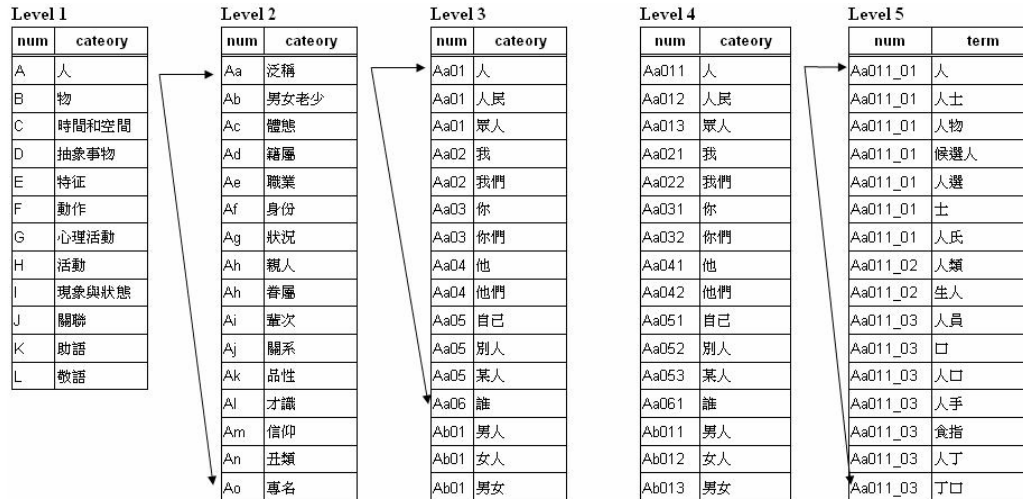 Level 1
num cateory
A 人
B 物
C 時間和空間
D 抽象事物
E 特征
F 動作
G 心理活動
H 活動
I 現象與狀態
J 關聯
K 助語
L 敬語
Level 2
num cateory
Aa 泛稱
Ab 男女老少
Ac 體態
Ad 籍屬
Ae 職業
Af 身份
Ag 狀況
Ah 親人
Ah 眷屬
Ai 輩次
Aj 關系
Ak 品性
Al 才識
Am 信仰
An 丑類
Ao 專名
Level 3
num cateory
Aa01 人
Aa01 人民
Aa01 眾人
Aa02 我
Aa02 我們
Aa03 你
Aa03 你們
Aa04 他
Aa04 他們
Aa05 自己
Aa05 別人
Aa05 某人
Aa06 誰
Ab01 男人
Ab01 女人
Ab01 男女
Level 4
num cateory
Aa011 人
Aa012 人民
Aa013 眾人
Aa021 我
Aa022 我們
Aa031 你
Aa032 你們
Aa041 他
Aa042 他們
Aa051 自己
Aa052 別人
Aa053 某人
Aa061 誰
Ab011 男人
Ab012 女人
Ab013 男女
Level 5
num term
Aa011_01 人
Aa011_01 人士
Aa011_01 人物
Aa011_01 候選人
Aa011_01 人選
Aa011_01 士
Aa011_01 人氏
Aa011_02 人類
Aa011_02 生人
Aa011_03 人員
Aa011_03 口
Aa011_03 人口
Aa011_03 人手
Aa011_03 食指
Aa011_03 人丁
Aa011_03 丁口